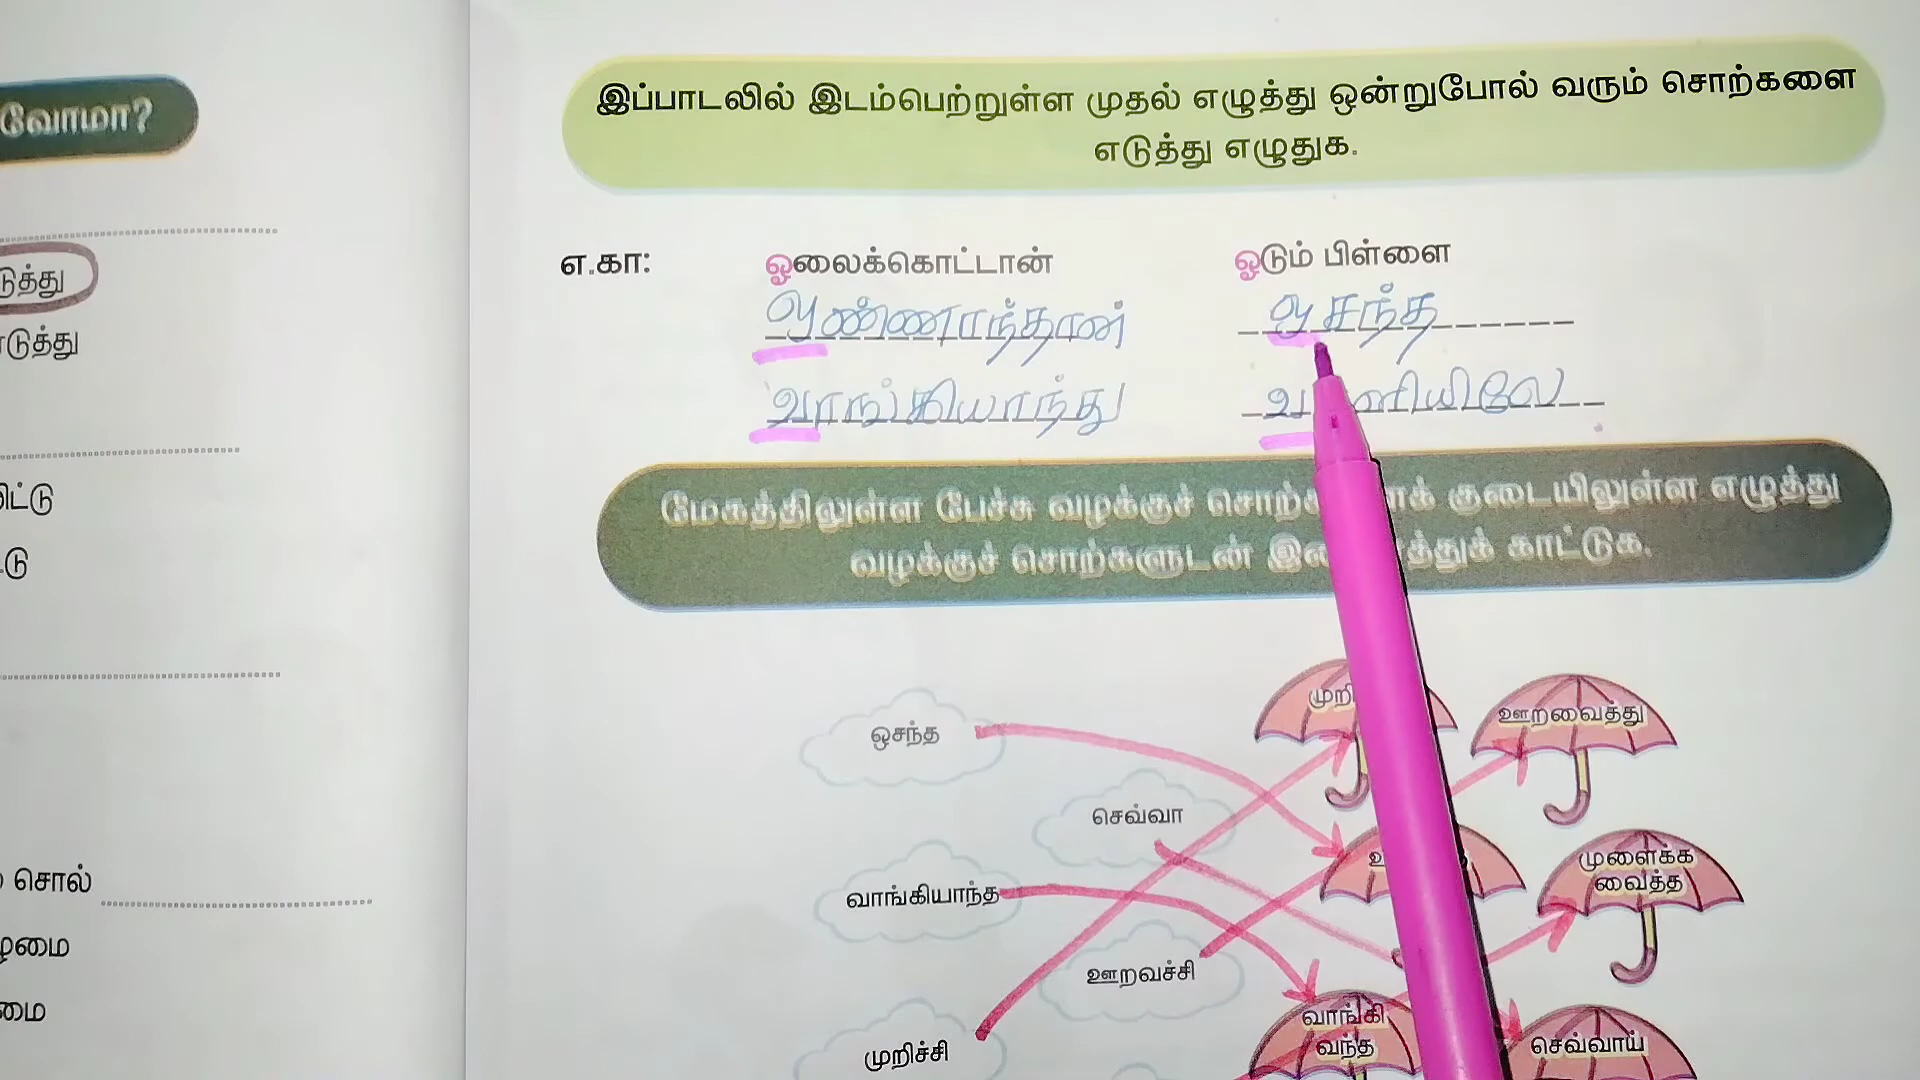 வோமா?
டுத்து
டுத்து
ட்டு
டு
சொல்
மை
மை
இப்பாடலில் இடம்பெற்றுள்ள முதல் எழுத்து ஒன்றுபோல் வரும் சொற்களை
எடுத்து எழுதுக.
எ.கா: ஓலைக்கொட்டான் ஓடும் பிள்ளை
ஒண்ணாந்தான் ஒசந்த
வாங்கியாந்து
மேகத்திலுள்ள பேச்சு வழக்குச் சொற்க ளக் குடையிலுள்ள எழுத்து
வழக்குச் சொற்களுடன் இ த்துக் காட்டுக.
ஒசந்த முறி ஊறவைத்து
செவ்வா
வாங்கியாந்த முளைக்க
வைத்த
ஊறவச்சி
முறிச்சி வாங்கி
வந்த செவ்வாய்